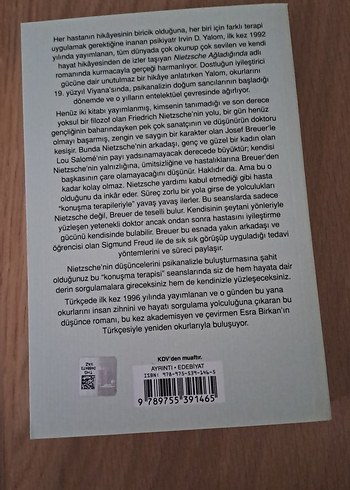 Her hastanın hikâyesinin biricik olduğuna, her biri için farklı terapi
uygulamak gerektiğine inanan psikiyatr Irvin D. Yalom, ilk kez 1992
yılında yayımlanan, tüm dünyada çok okunup çok sevilen ve kendi
hayat hikâyesinden de izler taşıyan Nietzsche Ağladığında adlı
romanında kurmacayla gerçeği harmanlıyor. Dostluğun iyileştirici
gücüne dair unutulmaz bir hikâye anlatırken Yalom, okurlarını
19. yüzyıl Viyana'sında, psikanalizin doğum sancılarının başladığı
dönemde ve o yılların entelektüel çevresinde ağırlıyor.
Henüz iki kitabı yayımlanmış, kimsenin tanımadığı ve son derece
yoksul bir filozof olan Friedrich Nietzsche'nin yolu, bir gün henüz
gençliğinin baharındayken pek çok sanatçının ve düşünürün doktoru
olmayı başarmış, zengin ve saygın bir karakter olan Josef Breuer'le
kesişir. Bunda Nietzsche'nin arkadaşı, genç ve güzel bir kadın olan
Lou Salomé'nin payı yadsınamayacak derecede büyüktür; kendisi
Nietzsche'nin yalnızlığına, ümitsizliğine ve hastalıklarına Breuer'den
başkasının çare olamayacağını düşünür. Haklıdır da. Ama bu o
kadar kolay olmaz. Nietzsche yardımı kabul etmediği gibi hasta
olduğunu da inkâr eder. Süreç zorlu bir yola girse de yolcuları
"konuşma terapileriyle" yavaş yavaş ilerler. Bu seanslarda sadece
Nietzsche değil, Breuer de teselli bulur. Kendisinin şeytani yönleriyle
yüzleşen yetenekli doktor ancak ondan sonra hastasını iyileştirme
gücünü kendisinde bulabilir. Breuer bu esnada yakın arkadaşı ve
öğrencisi olan Sigmund Freud ile de sık sık görüşüp uyguladığı tedavi
yöntemlerini ve süreci paylaşır.
Nietzsche'nin düşüncelerini psikanalizle buluşturmasına şahit
olduğunuz bu "konuşma terapisi" seanslarında siz de hem hayata dair
derin sorgulamalara gireceksiniz hem de kendinizle yüzleşeceksiniz.
Türkçede ilk kez 1996 yılında yayımlanan ve o günden bu yana
okurlarını insan zihnini ve hayatı sorgulama yolculuğuna çıkaran bu
düşünce romanı, bu kez akademisyen ve çevirmen Esra Birkan'ın
Türkçesiyle yeniden okurlarıyla buluşuyor.
KDV'den muaftır.
AYRINTI • EDEBİYAT
ISBN: 978-975-539-146-5
9 789755 391465